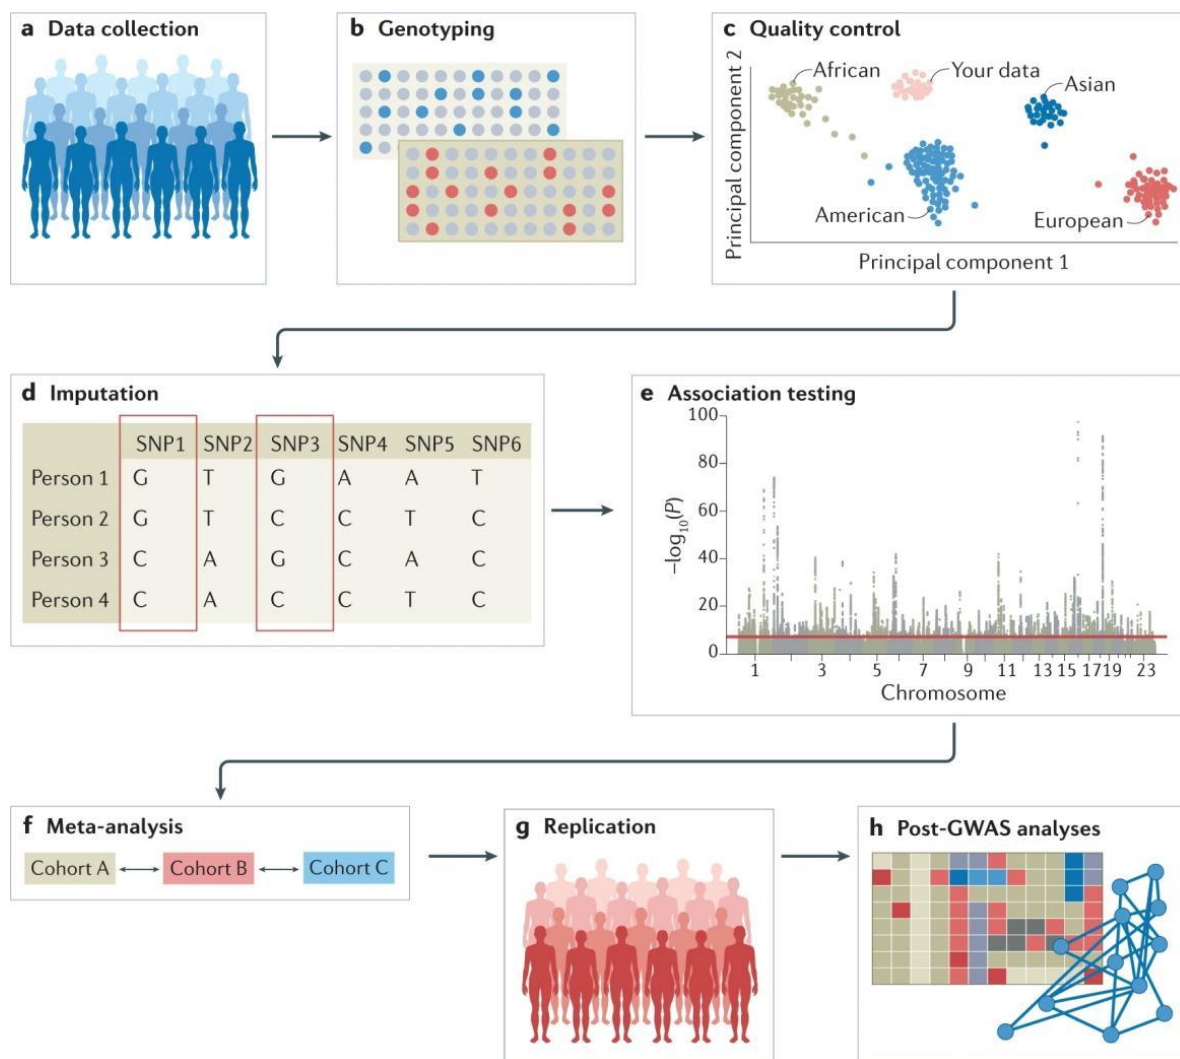 a Data collection
b Genotyping
c Quality control
Principal component 2
African
Your data
Asian
American
European
Principal component 1
d Imputation
SNP1 SNP2 SNP3 SNP4 SNP5 SNP6
Person 1 G T G A A T
Person 2 G T C C T C
Person 3 C A G C A C
Person 4 C A C C T C
e Association testing
100
80
60
40
20
0
–log10(P)
1 3 5 7 9 11 13 15 17 19 23
Chromosome
f Meta-analysis
Cohort A Cohort B Cohort C
g Replication
h Post-GWAS analyses